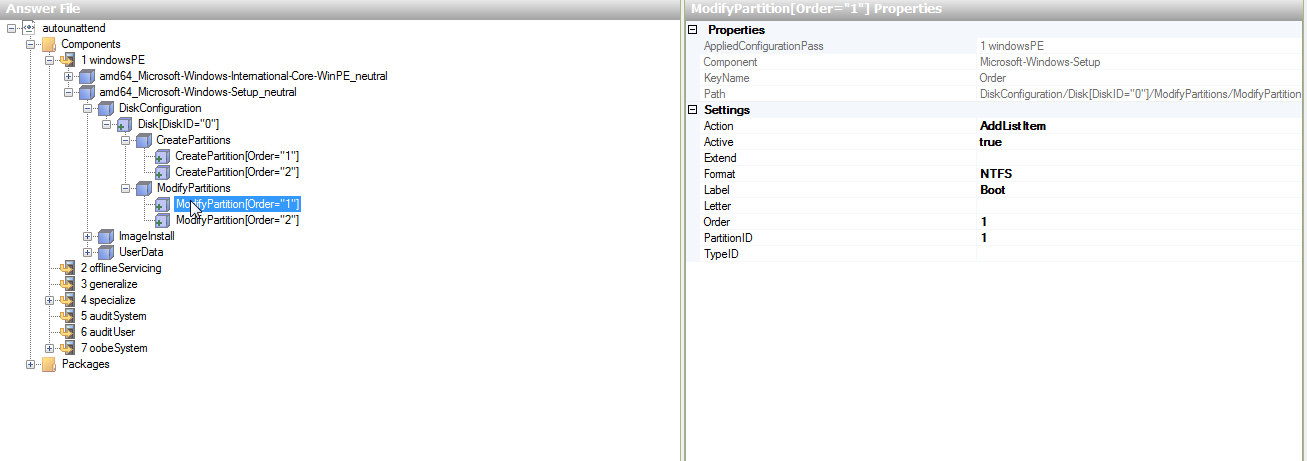 Answer File
autounattend
Components
1 windowsPE
amd64_Microsoft-Windows-International-Core-WinPE_neutral
amd64_Microsoft-Windows-Setup_neutral
DiskConfiguration
Disk[DiskID="0"]
CreatePartitions
CreatePartition[Order="1"]
CreatePartition[Order="2"]
ModifyPartitions
ModifyPartition[Order="1"]
ModifyPartition[Order="2"]
ImageInstall
UserData
2 offlineServicing
3 generalize
4 specialize
5 auditSystem
6 auditUser
7 oobeSystem
Packages
ModifyPartition[Order="1"] Properties
Properties
AppliedConfigurationPass 1 windowsPE
Component Microsoft-Windows-Setup
KeyName Order
Path DiskConfiguration/Disk[DiskID="0"]/ModifyPartitions/ModifyPartition
Settings
Action AddListItem
Active true
Extend
Format NTFS
Label Boot
Letter
Order 1
PartitionID 1
TypeID